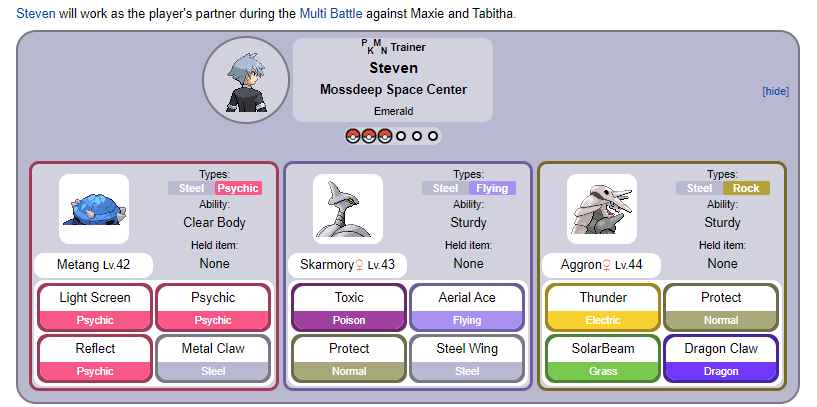 Steven will work as the player's partner during the Multi Battle against Maxie and Tabitha.
PKMN Trainer
Steven
Mossdeep Space Center
Emerald
[hide]
Types:
Steel Psychic
Ability:
Clear Body
Held item:
None
Metang Lv.42
Light Screen
Psychic
Psychic
Psychic
Reflect
Psychic
Metal Claw
Steel
Types:
Steel Flying
Ability:
Sturdy
Held item:
None
Skarmory♀ Lv.43
Toxic
Poison
Aerial Ace
Flying
Protect
Normal
Steel Wing
Steel
Types:
Steel Rock
Ability:
Sturdy
Held item:
None
Aggron♀ Lv.44
Thunder
Electric
Protect
Normal
SolarBeam
Grass
Dragon Claw
Dragon